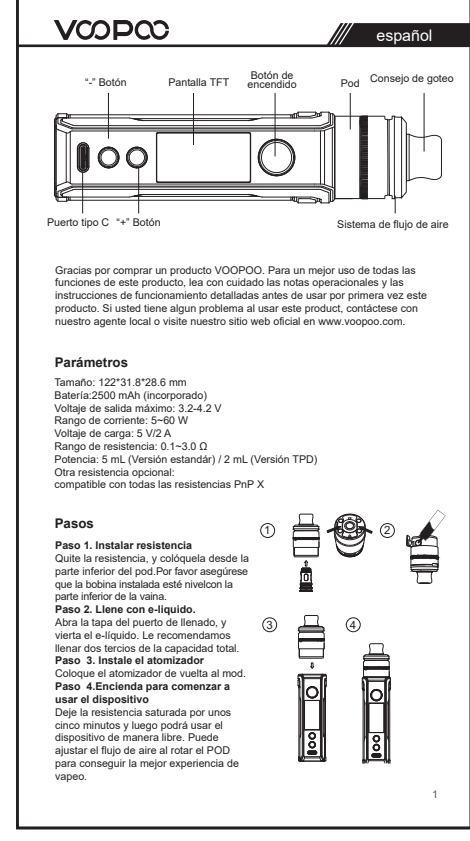 VOOPOO
español
"-" Botón
Pantalla TFT
Botón de
encendido
Pod
Consejo de goteo
Puerto tipo C
"+" Botón
Sistema de flujo de aire
Gracias por comprar un producto VOOPOO. Para un mejor uso de todas las
funciones de este producto, lea con cuidado las notas operacionales y las
instrucciones de funcionamiento detalladas antes de usar por primera vez este
producto. Si usted tiene algun problema al usar este product, contáctese con
nuestro agente local o visite nuestro sitio web oficial en www.voopoo.com.
Parámetros
Tamaño: 122*31.8*28.6 mm
Batería:2500 mAh (incorporado)
Voltaje de salida máximo: 3.2-4.2 V
Rango de corriente: 5~60 W
Voltaje de carga: 5 V/2 A
Rango de resistencia: 0.1~3.0 Ω
Potencia: 5 mL (Versión estandár) / 2 mL (Versión TPD)
Otra resistencia opcional:
compatible con todas las resistencias PnP X
Pasos
Paso 1. Instalar resistencia
Quite la resistencia, y colóquela desde la
parte inferior del pod.Por favor asegúrese
que la bobina instalada esté nivelcon la
parte inferior de la vaina.
Paso 2. Llene con e-liquido.
Abra la tapa del puerto de llenado, y
vierta el e-líquido. Le recomendamos
llenar dos tercios de la capacidad total.
Paso 3. Instale el atomizador
Coloque el atomizador de vuelta al mod.
Paso 4.Encienda para comenzar a
usar el dispositivo
Deje la resistencia saturada por unos
cinco minutos y luego podrá usar el
dispositivo de manera libre. Puede
ajustar el flujo de aire al rotar el POD
para conseguir la mejor experiencia de
vapeo.
1
2
3
4
1